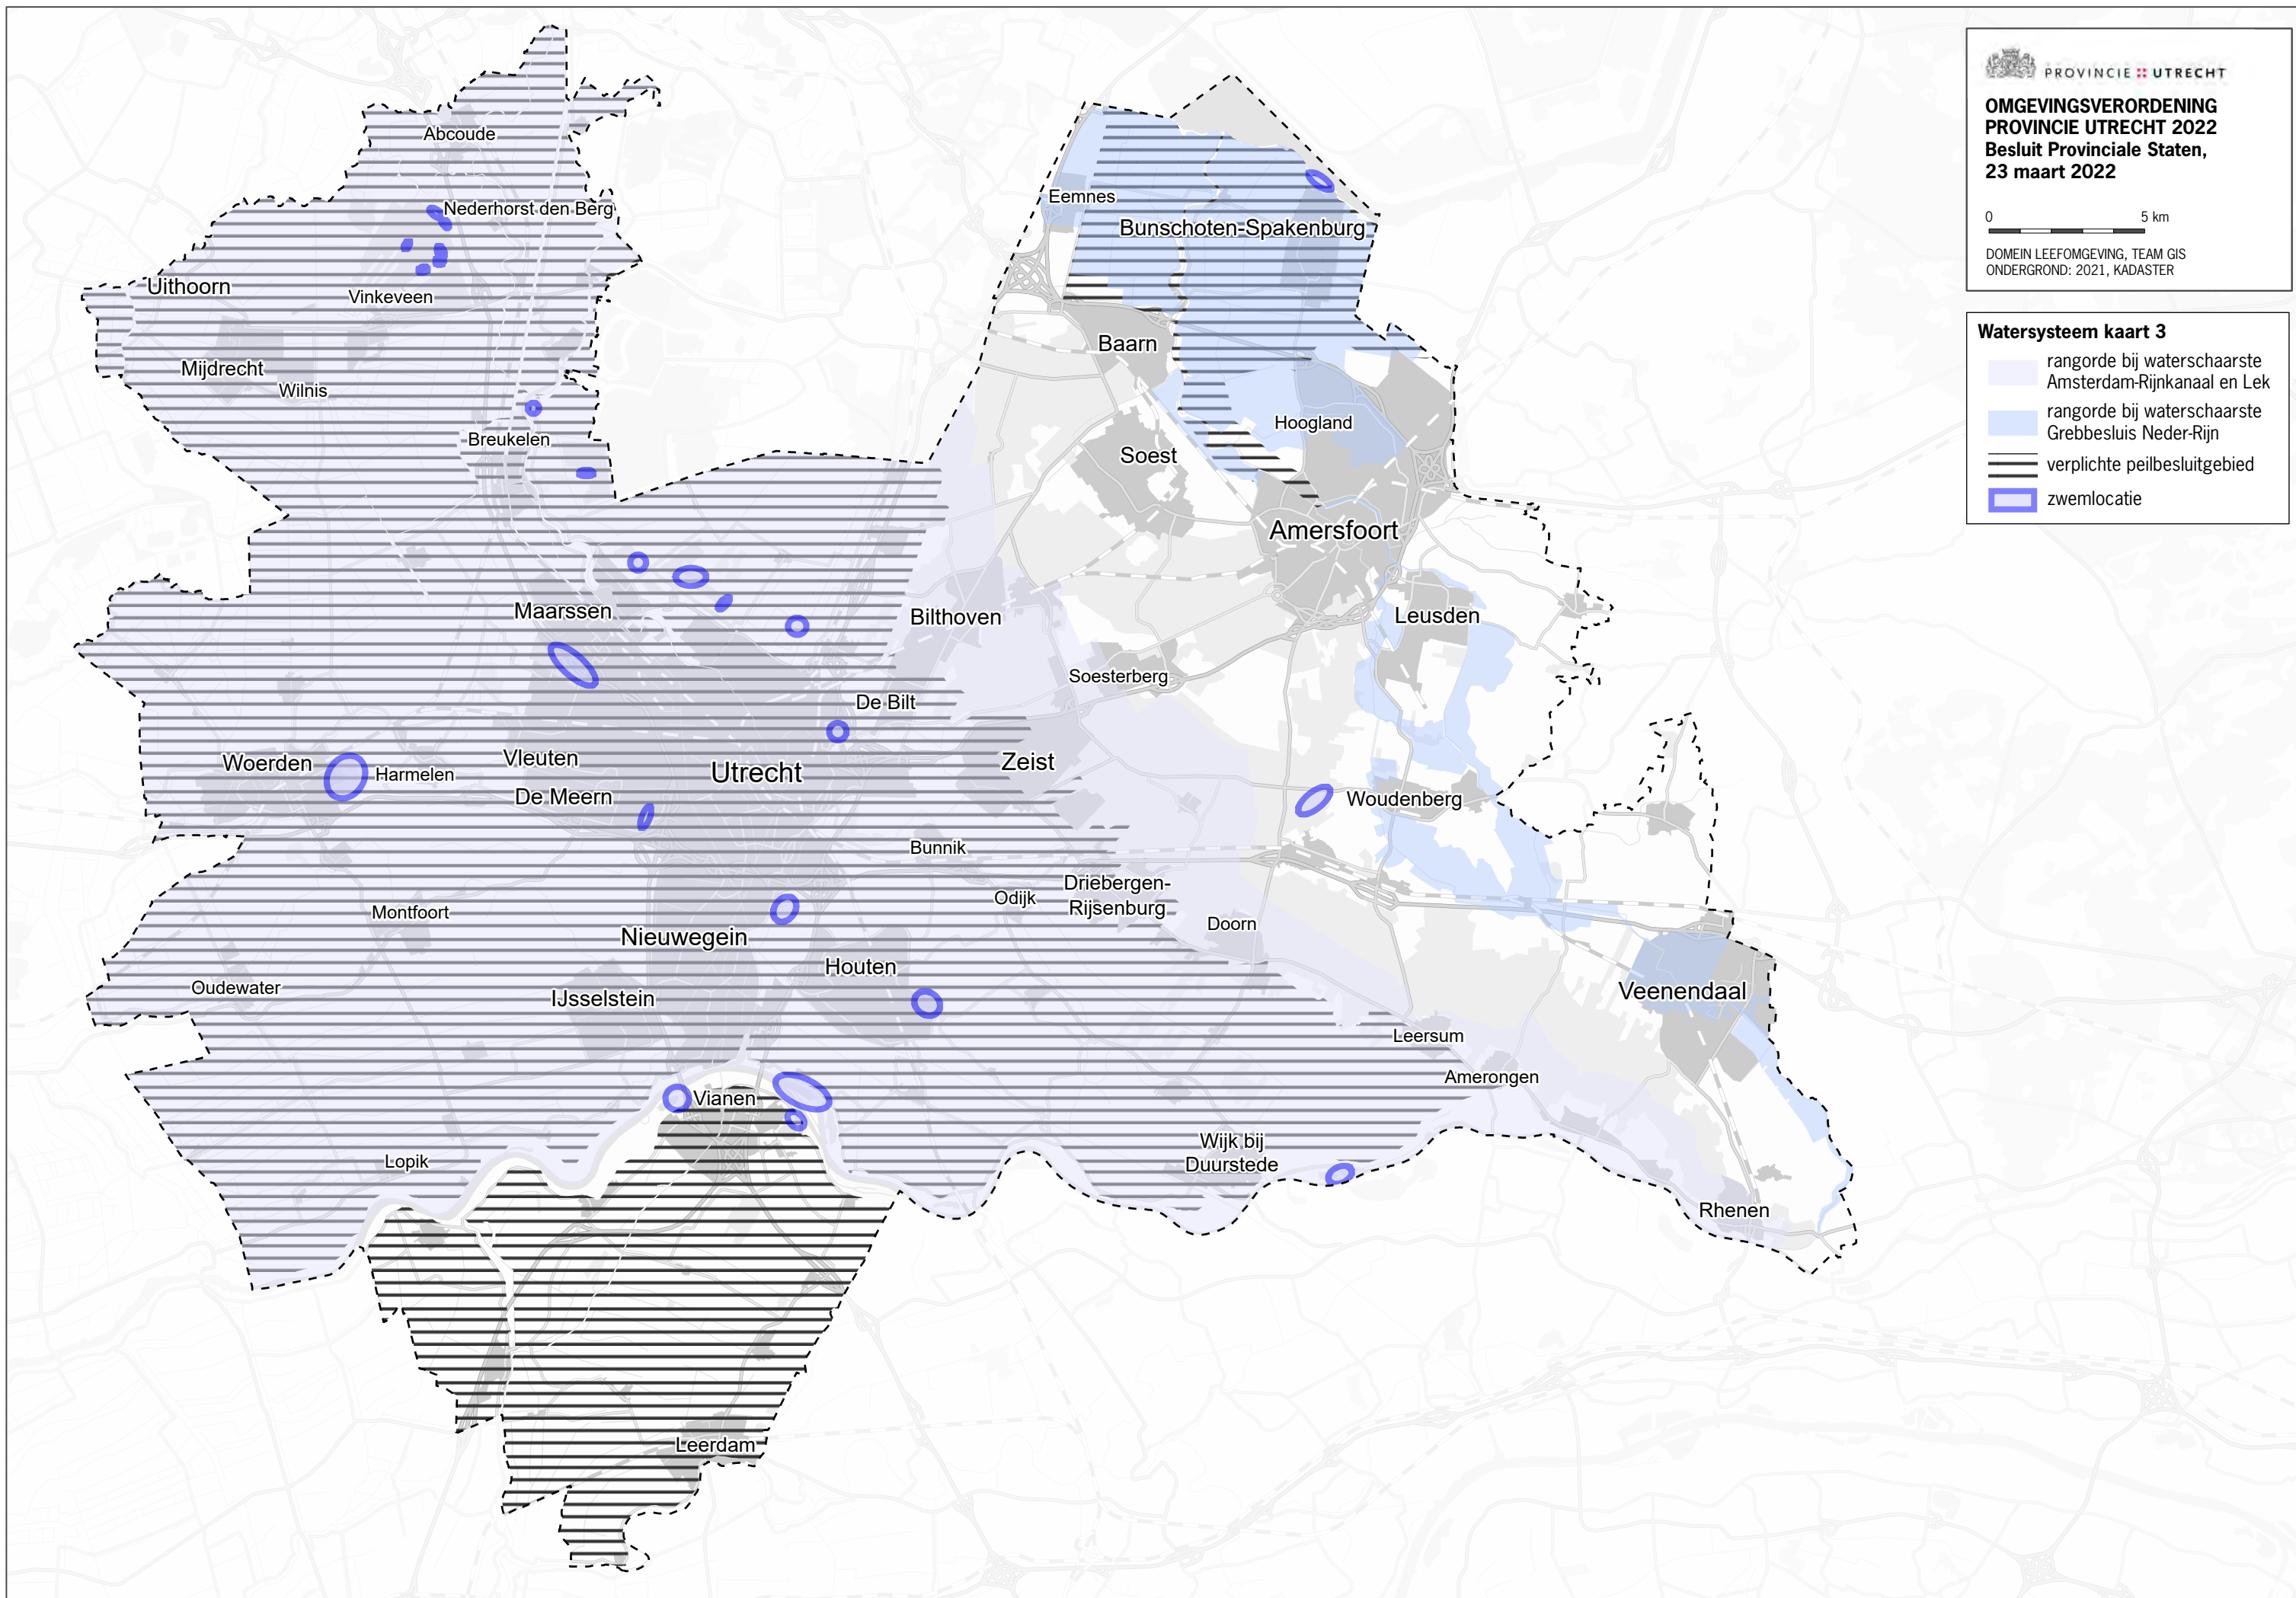 PROVINCIE UTRECHT
OMGEVINGSVERORDENING
PROVINCIE UTRECHT 2022
Besluit Provinciale Staten,
23 maart 2022
0 5 km
DOMEIN LEEFOMGEVING, TEAM GIS
ONDERGROND: 2021, KADASTER
Watersysteem kaart 3
rangorde bij waterschaarste
Amsterdam-Rijnkanaal en Lek
rangorde bij waterschaarste
Grebbesluis Neder-Rijn
verplichte peilbesluitgebied
zwemlocatie
Abcoude
Nederhorst den Berg
Eemnes
Bunschoten-Spakenburg
Uithoorn
Vinkeveen
Baarn
Mijdrecht
Wilnis
Hoogland
Breukelen
Soest
Amersfoort
Maarssen
Bilthoven
Leusden
Soesterberg
De Bilt
Woerden
Harmelen
Vleuten
Utrecht
Zeist
De Meern
Woudenberg
Bunnik
Driebergen-
Rijsenburg
Odijk
Montfoort
Doorn
Nieuwegein
Houten
Oudewater
IJsselstein
Veenendaal
Leersum
Amerongen
Vianen
Wijk bij
Duurstede
Lopik
Rhenen
Leerdam